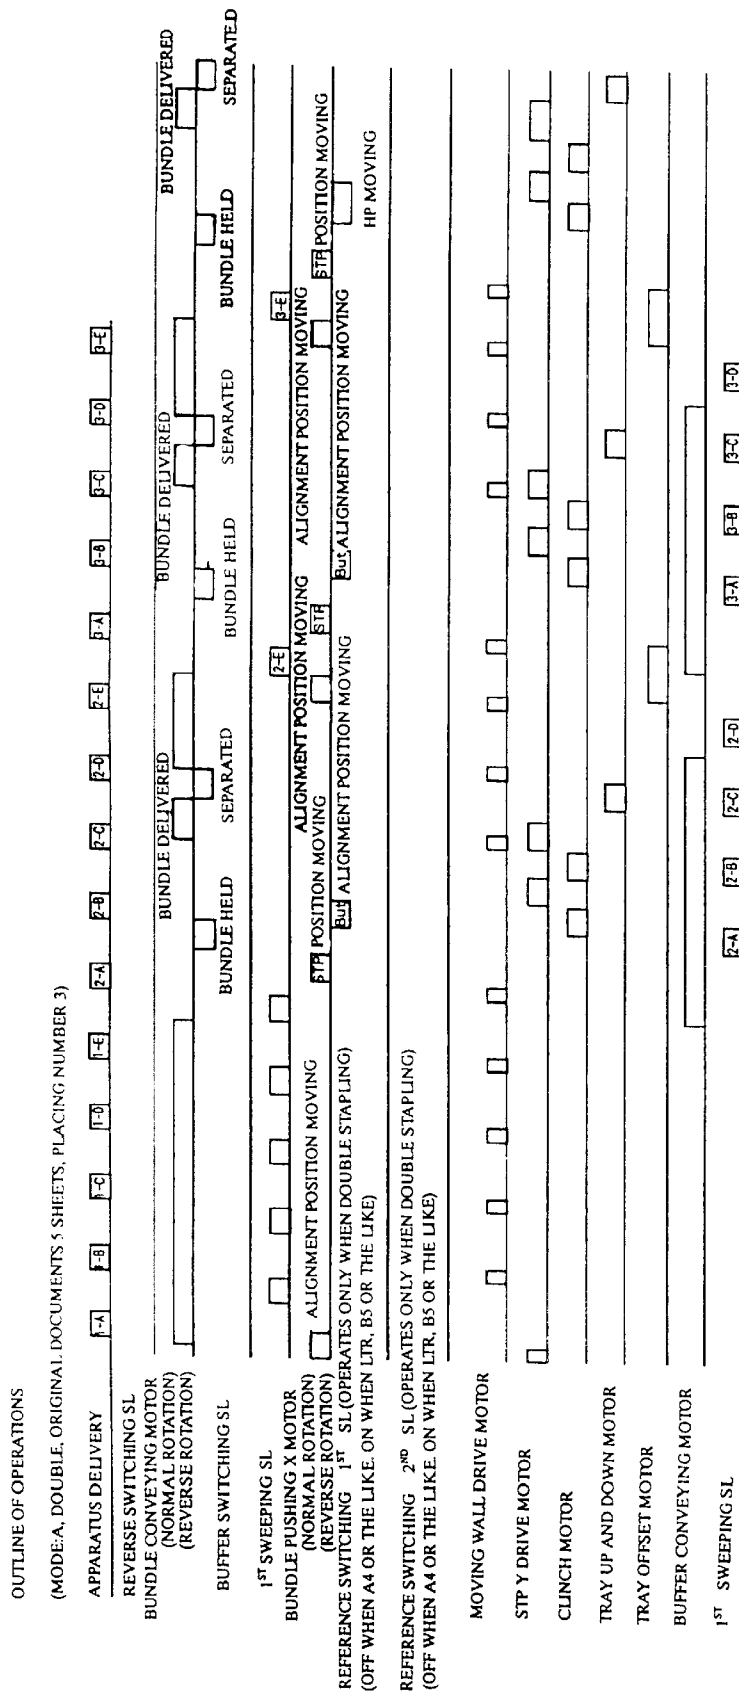 OUTLINE OF OPERATIONS
(MODE:A, DOUBLE, ORIGINAL DOCUMENTS 5 SHEETS, PLACING NUMBER 3)
APPARATUS DELIVERY
1-A 1-B 1-C 1-D 1-E 2-A 2-B 2-C 2-D 2-E 3-A 3-B 3-C 3-D 3-E
REVERSE SWITCHING SL
BUNDLE CONVEYING MOTOR
(NORMAL ROTATION)
(REVERSE ROTATION)
BUNDLE DELIVERED BUNDLE DELIVERED BUNDLE DELIVERED
BUFFER SWITCHING SL
BUNDLE HELD SEPARATED BUNDLE HELD SEPARATED BUNDLE HELD SEPARATED
1ST SWEEPING SL
2-E 3-E
BUNDLE PUSHING X MOTOR
(NORMAL ROTATION)
(REVERSE ROTATION)
ALIGNMENT POSITION MOVING STP POSITION MOVING ALIGNMENT POSITION MOVING STP ALIGNMENT POSITION MOVING STP POSITION MOVING
But ALIGNMENT POSITION MOVING But ALIGNMENT POSITION MOVING HP MOVING
REFERENCE SWITCHING 1ST SL (OPERATES ONLY WHEN DOUBLE STAPLING)
(OFF WHEN A4 OR THE LIKE. ON WHEN LTR, B5 OR THE LIKE)
REFERENCE SWITCHING 2ND SL (OPERATES ONLY WHEN DOUBLE STAPLING)
(OFF WHEN A4 OR THE LIKE. ON WHEN LTR, B5 OR THE LIKE)
MOVING WALL DRIVE MOTOR
STP Y DRIVE MOTOR
CLINCH MOTOR
TRAY UP AND DOWN MOTOR
TRAY OFFSET MOTOR
BUFFER CONVEYING MOTOR
1ST SWEEPING SL
2-A 2-B 2-C 2-D 3-A 3-B 3-C 3-D